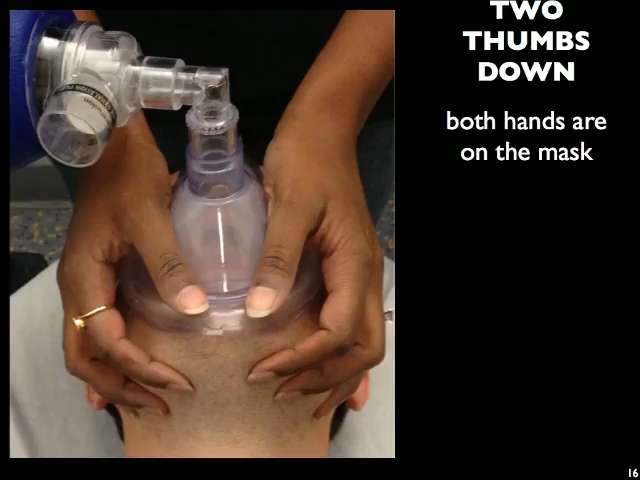 TWO
THUMBS
DOWN
both hands are
on the mask
16